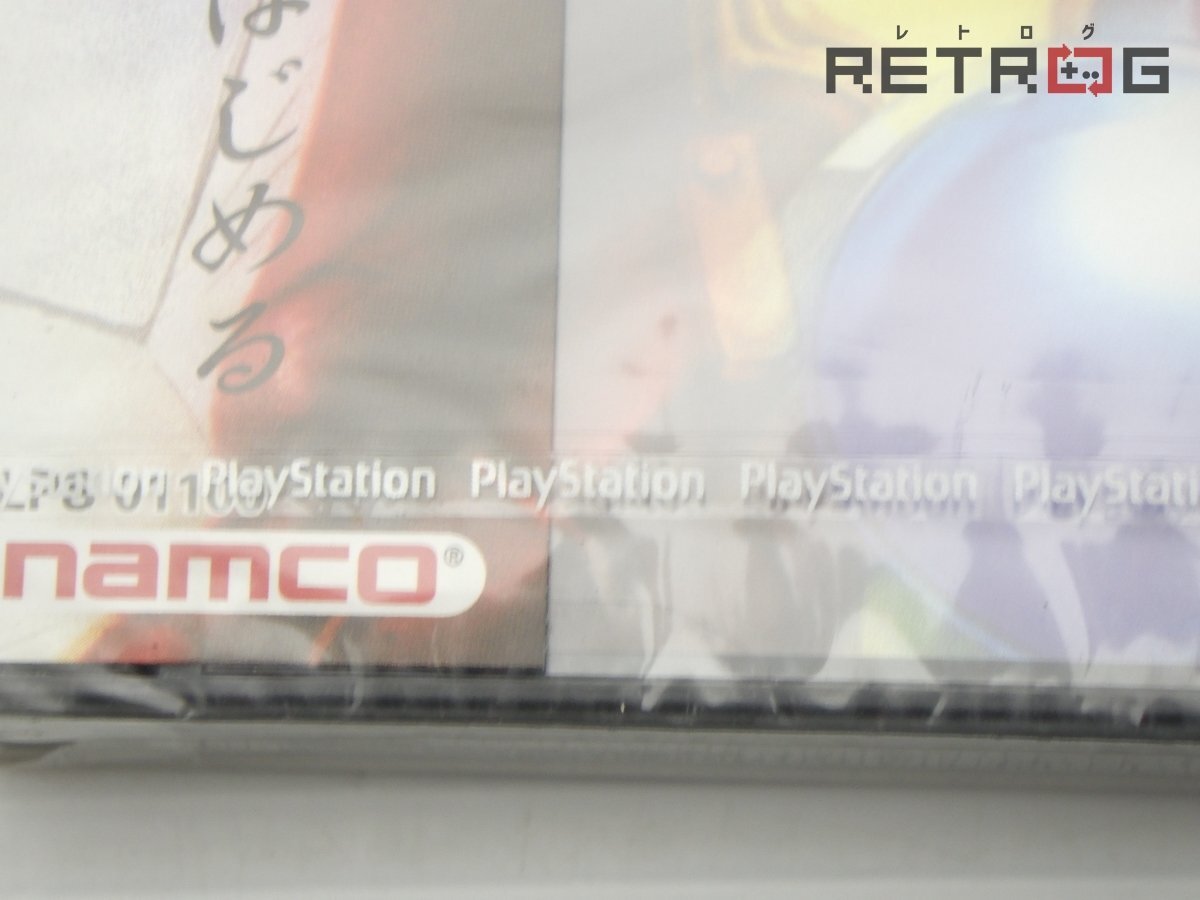 レトログ
RETROG
はじめる
PlayStation PlayStation PlayStation
namco®